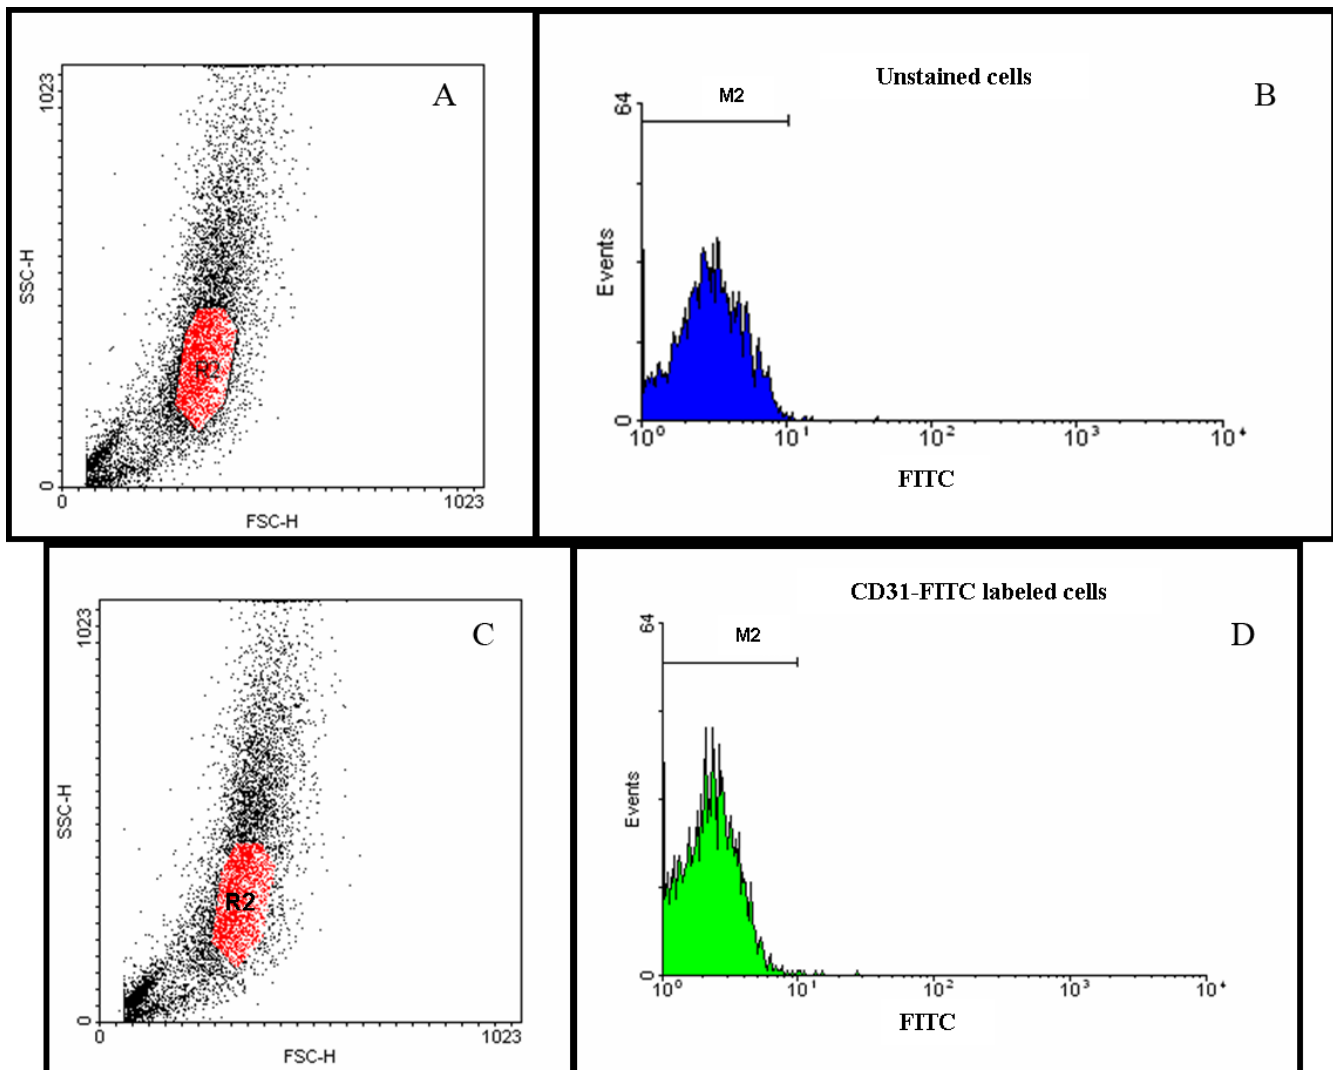 A
1023
SSC-H
R2
0
0
1023
FSC-H
Unstained cells
B
M2
64
Events
0
10⁰
10¹
10²
10³
10⁴
FITC
C
1023
SSC-H
R2
0
0
1023
FSC-H
CD31-FITC labeled cells
D
M2
64
Events
0
10⁰
10¹
10²
10³
10⁴
FITC